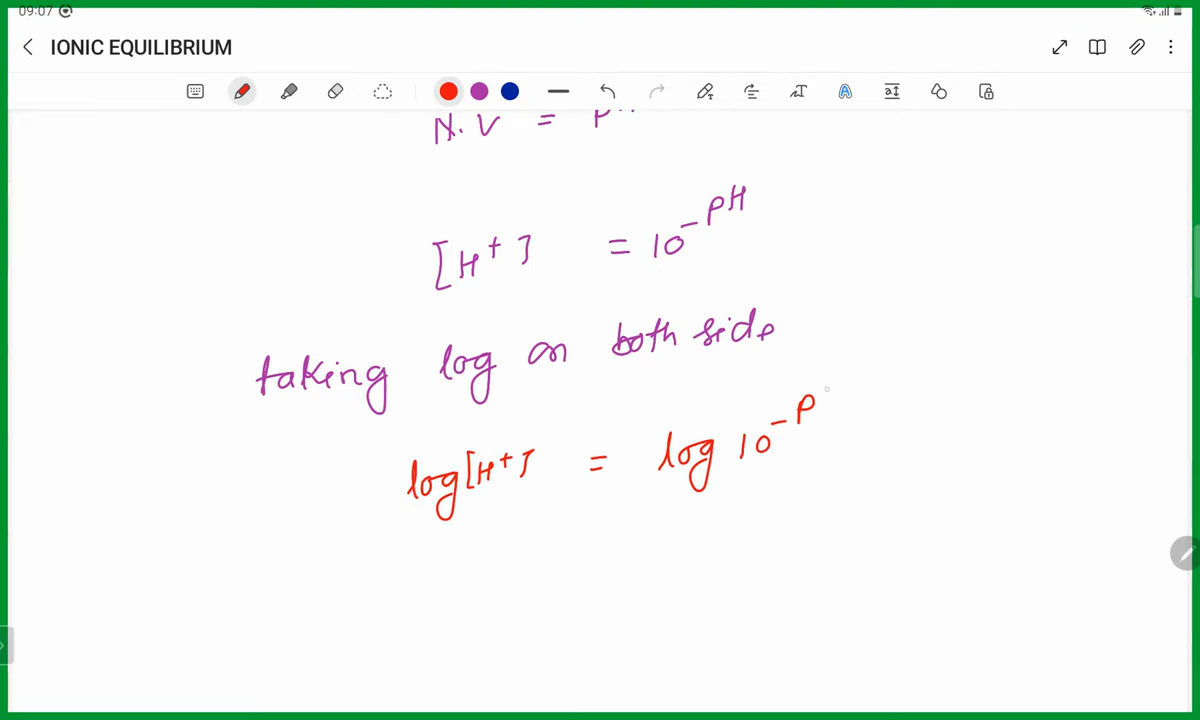 09:07
IONIC EQUILIBRIUM
N.V = P
[H+] = 10^-PH
taking log on both side
log[H+] = log 10^-P